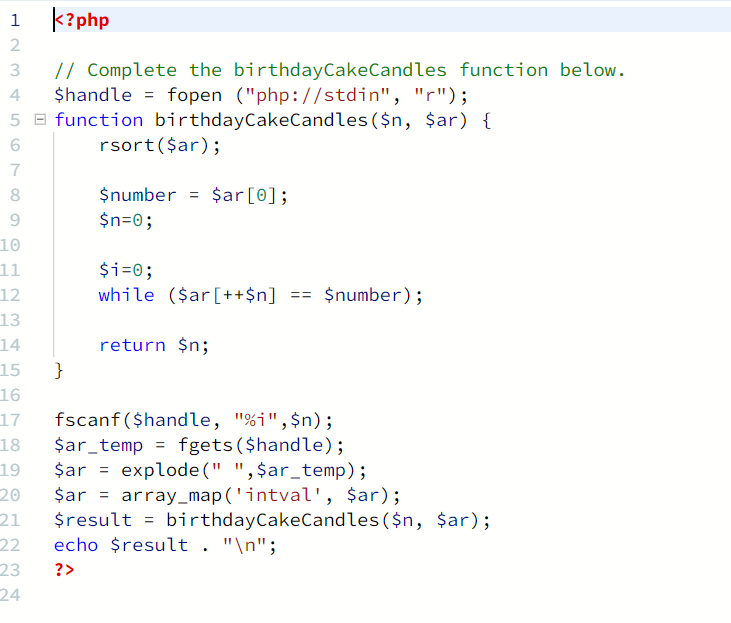 1 <?php
2
3 // Complete the birthdayCakeCandles function below.
4 $handle = fopen ("php://stdin", "r");
5 function birthdayCakeCandles($n, $ar) {
6     rsort($ar);
7
8     $number = $ar[0];
9     $n=0;
10
11     $i=0;
12     while ($ar[++$n] == $number);
13
14     return $n;
15 }
16
17 fscanf($handle, "%i",$n);
18 $ar_temp = fgets($handle);
19 $ar = explode(" ",$ar_temp);
20 $ar = array_map('intval', $ar);
21 $result = birthdayCakeCandles($n, $ar);
22 echo $result . "\n";
23 ?>
24